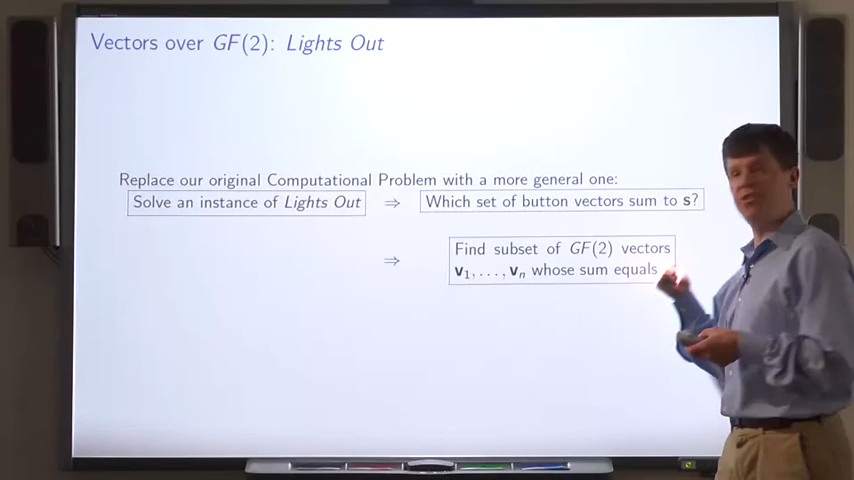 Vectors over GF(2): Lights Out
Replace our original Computational Problem with a more general one:
Solve an instance of Lights Out ⇒ Which set of button vectors sum to s?
⇒ Find subset of GF(2) vectors
v₁, . . . , vₙ whose sum equals